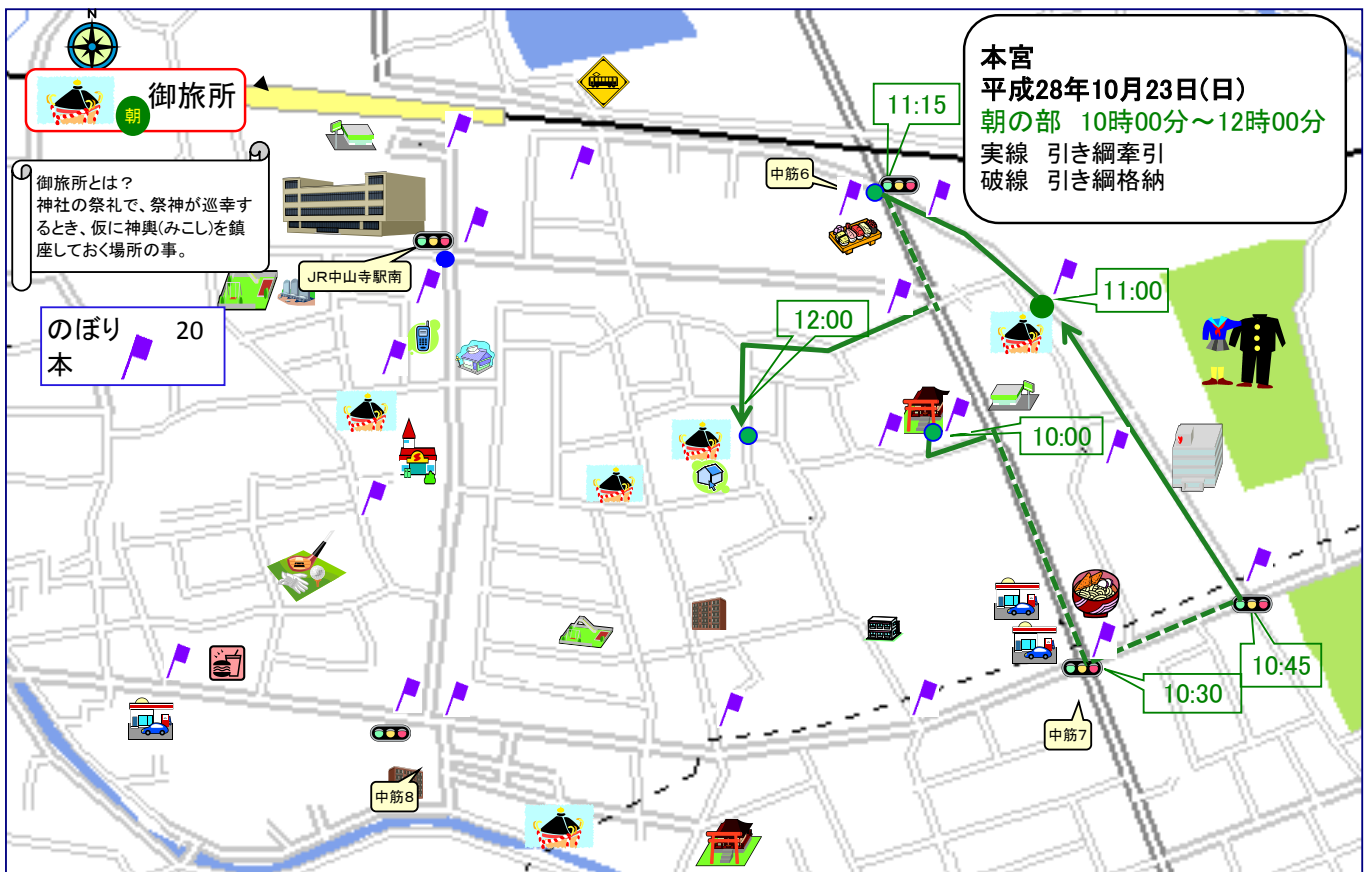 N
御旅所
朝
御旅所とは？
神社の祭礼で、祭神が巡幸す
るとき、仮に神輿(みこし)を鎮
座しておく場所の事。
のぼり 20
本
本宮
平成28年10月23日(日)
朝の部 10時00分～12時00分
実線 引き綱牽引
破線 引き綱格納
11:15
中筋6
JR中山寺駅南
11:00
12:00
10:00
10:45
10:30
中筋7
中筋8